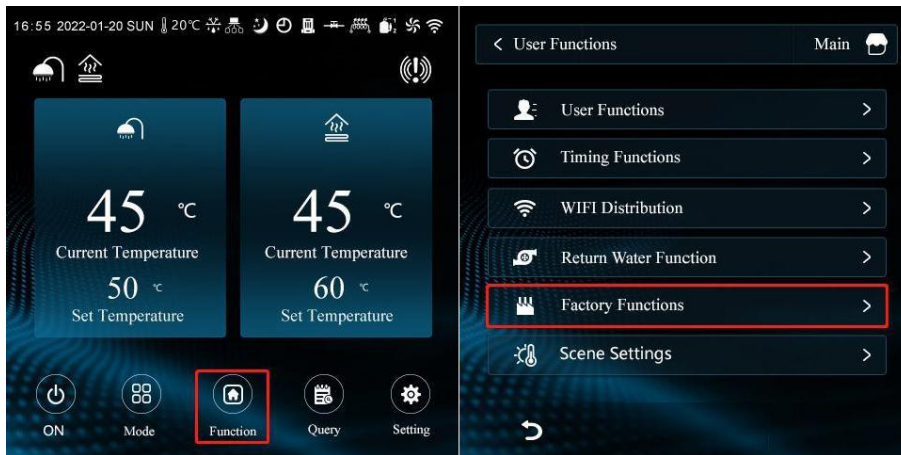 16:55 2022-01-20 SUN 20℃
45 ℃
Current Temperature
50 ℃
Set Temperature
45 ℃
Current Temperature
60 ℃
Set Temperature
ON
Mode
Function
Query
Setting
User Functions
Main
User Functions
Timing Functions
WIFI Distribution
Return Water Function
Factory Functions
Scene Settings